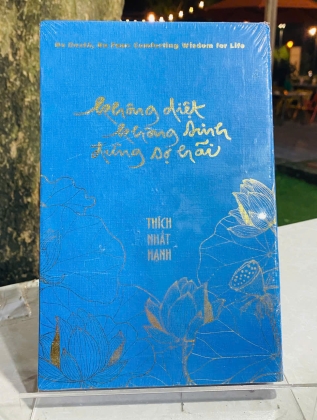 No Death, No Fear: Comforting Wisdom for Life
không diệt
không sinh
đừng sợ hãi
THÍCH
NHẤT
HẠNH